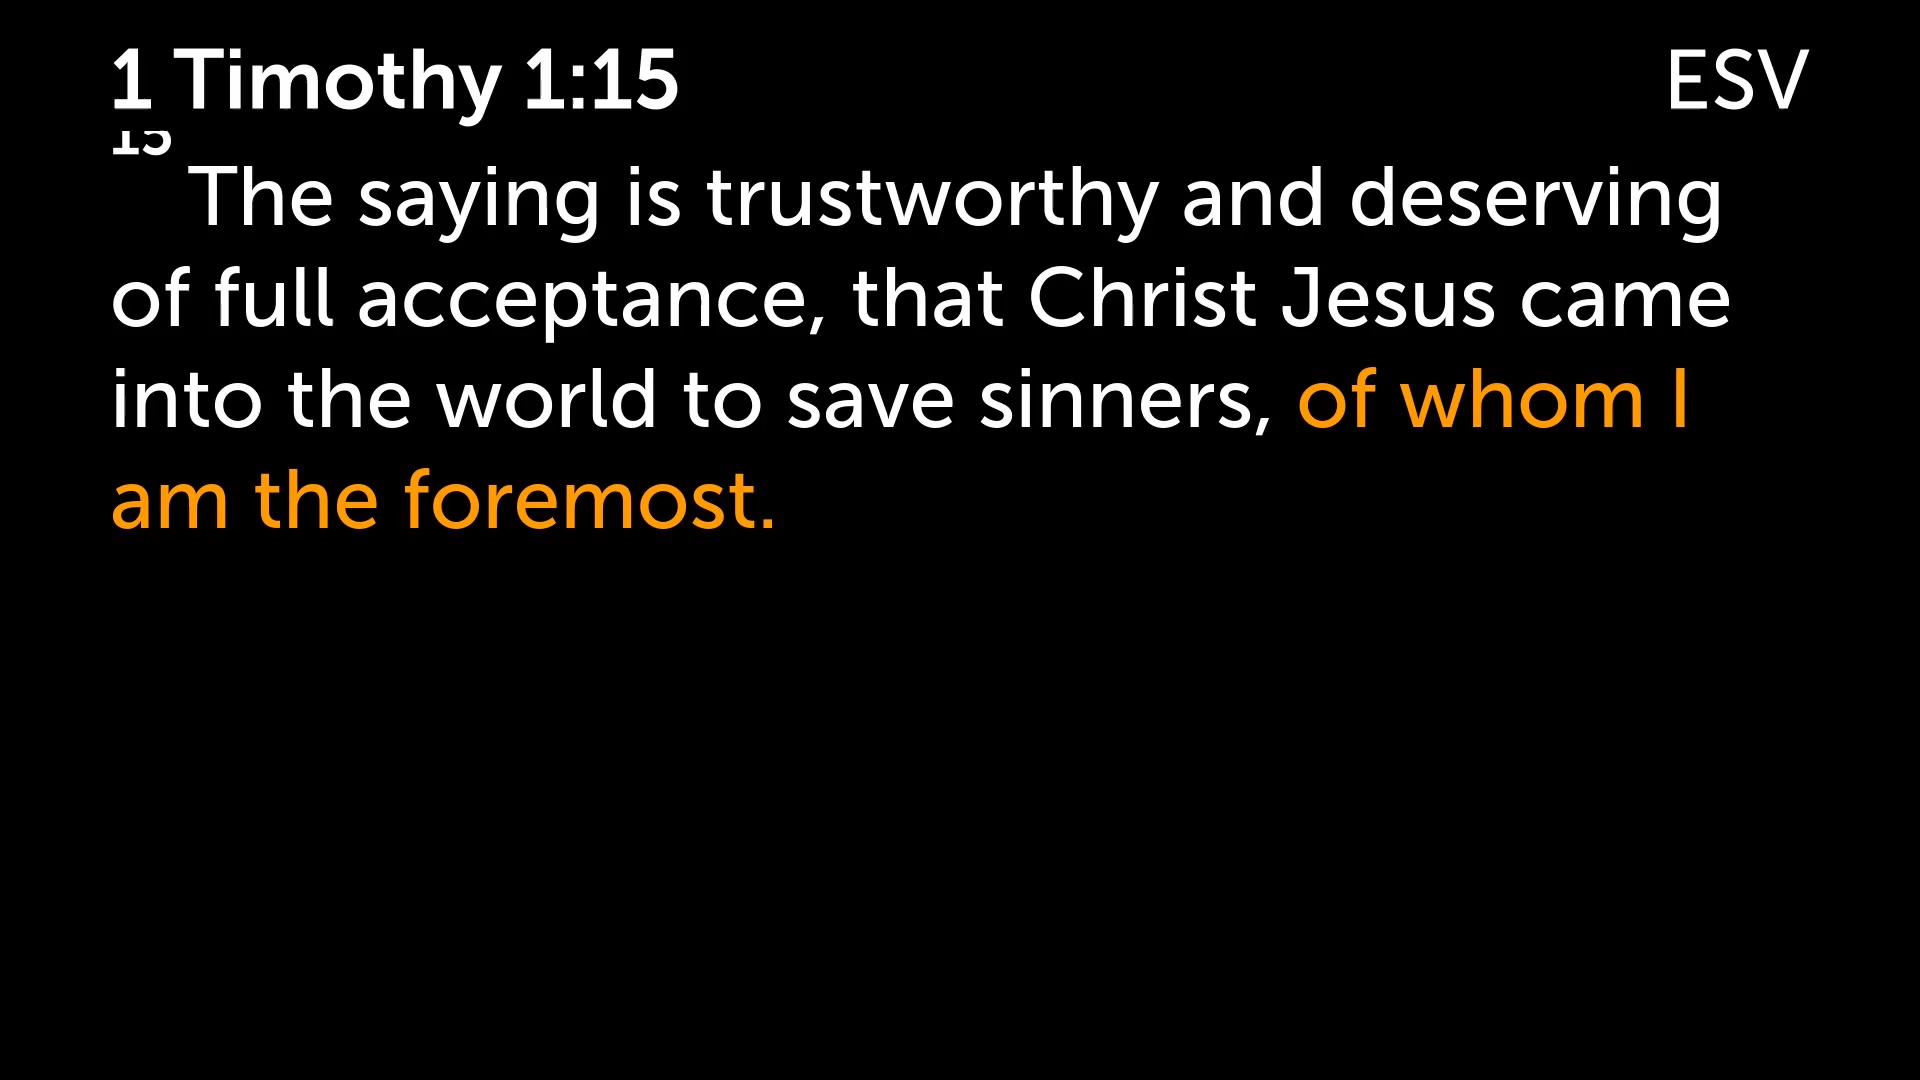 1 Timothy 1:15 ESV
15 The saying is trustworthy and deserving
of full acceptance, that Christ Jesus came
into the world to save sinners, of whom I
am the foremost.